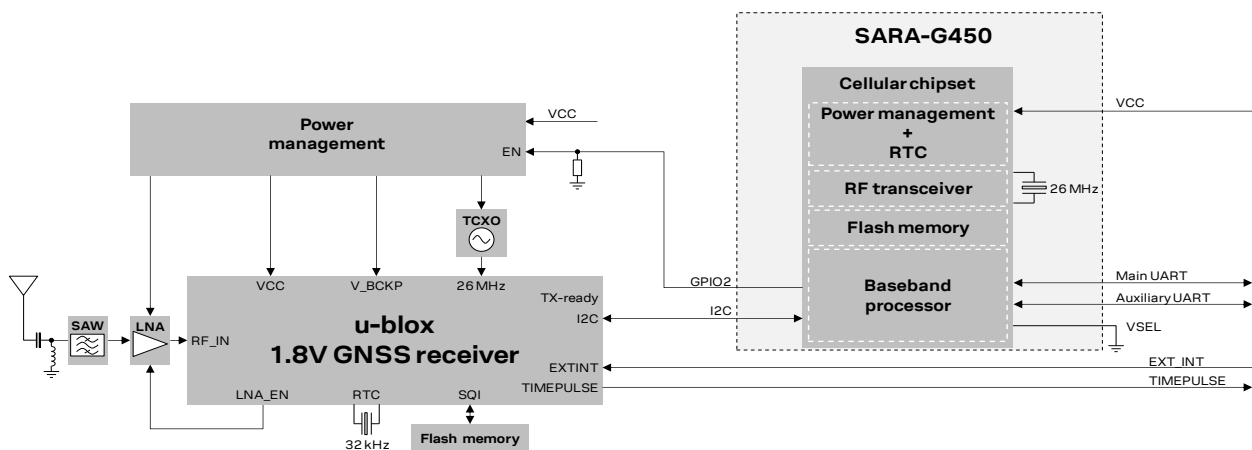 SARA-G450
Cellular chipset
Power management
+
RTC
VCC
RF transceiver
26 MHz
Flash memory
Baseband
processor
Main UART
Auxiliary UART
VSEL
GPIO2
I2C
Power
management
VCC
EN
TCXO
VCC
V_BCKP
26 MHz
TX-ready
I2C
u-blox
1.8V GNSS receiver
SAW
LNA
RF_IN
EXTINT
EXT_INT
TIMEPULSE
TIMEPULSE
LNA_EN
RTC
SQI
32 kHz
Flash memory